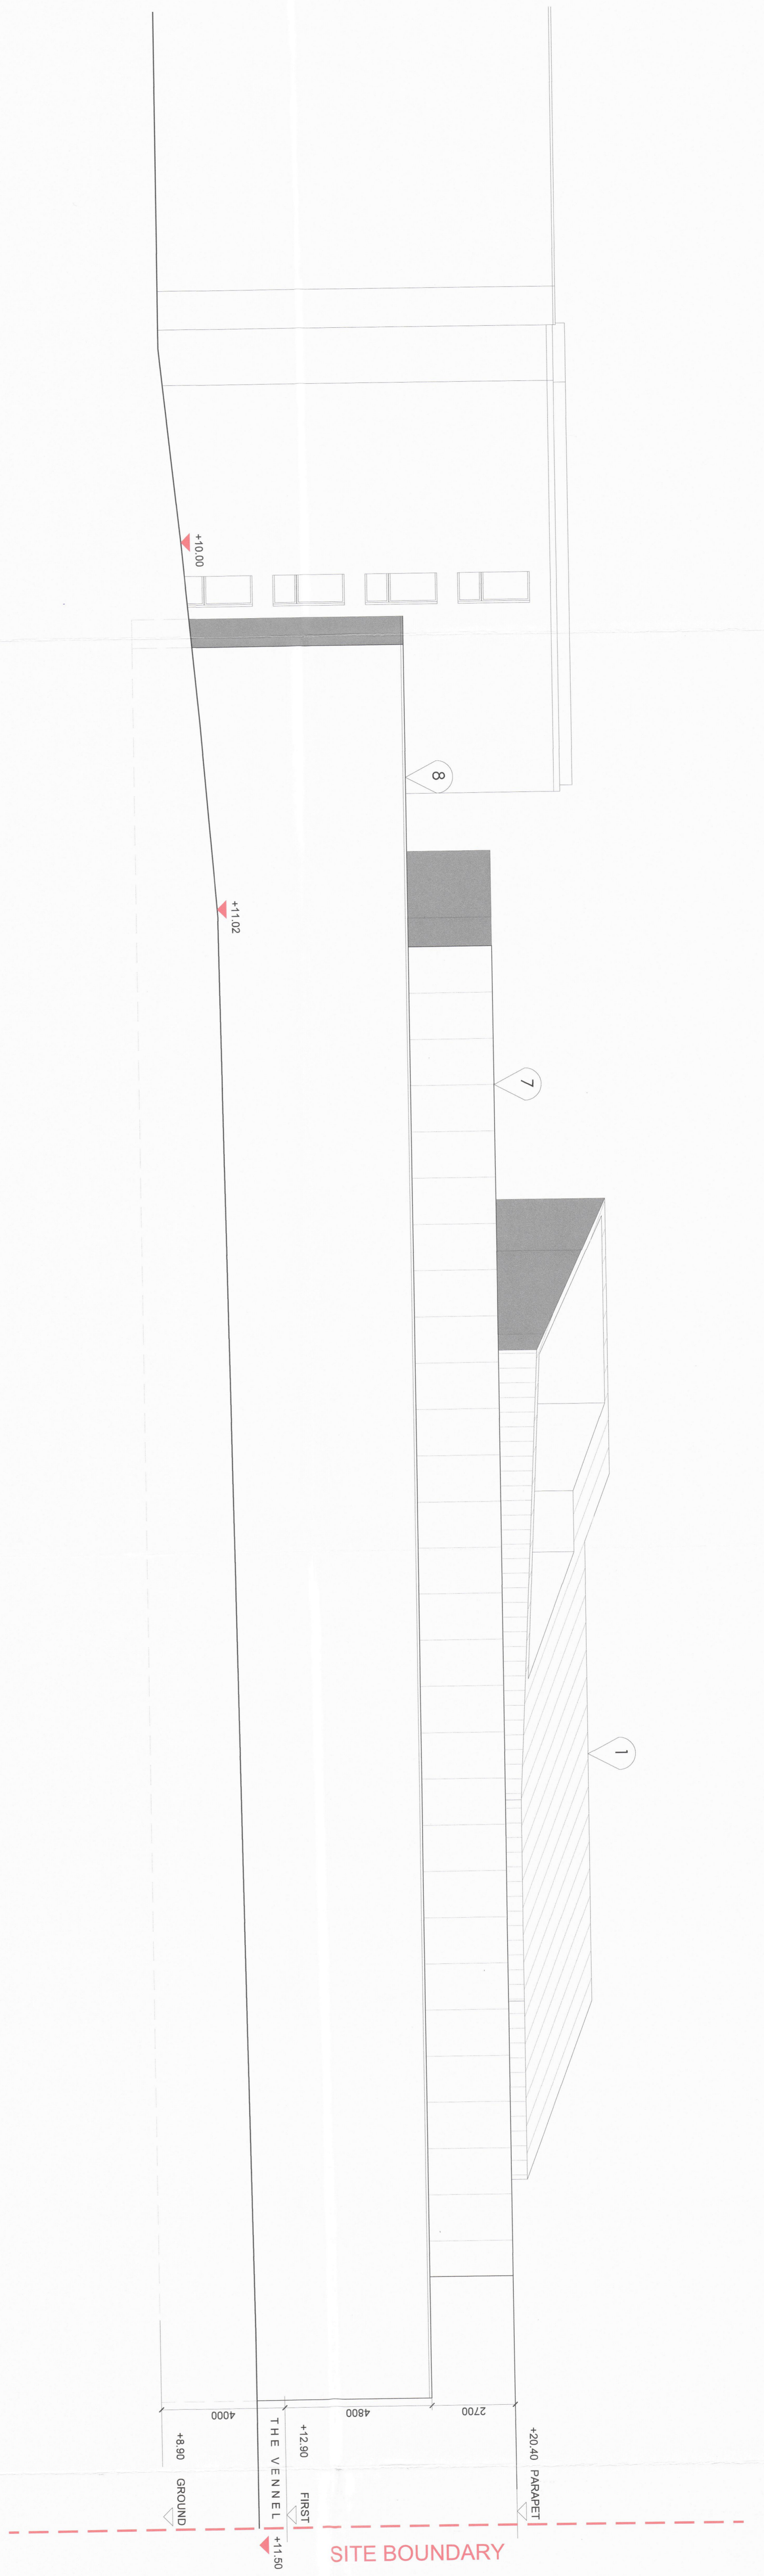 +10.00
8
+11.02
7
1
4000
4800
2700
+8.90 GROUND
THE VENNEL
+12.90 FIRST
+20.40 PARAPET
+11.50
SITE BOUNDARY